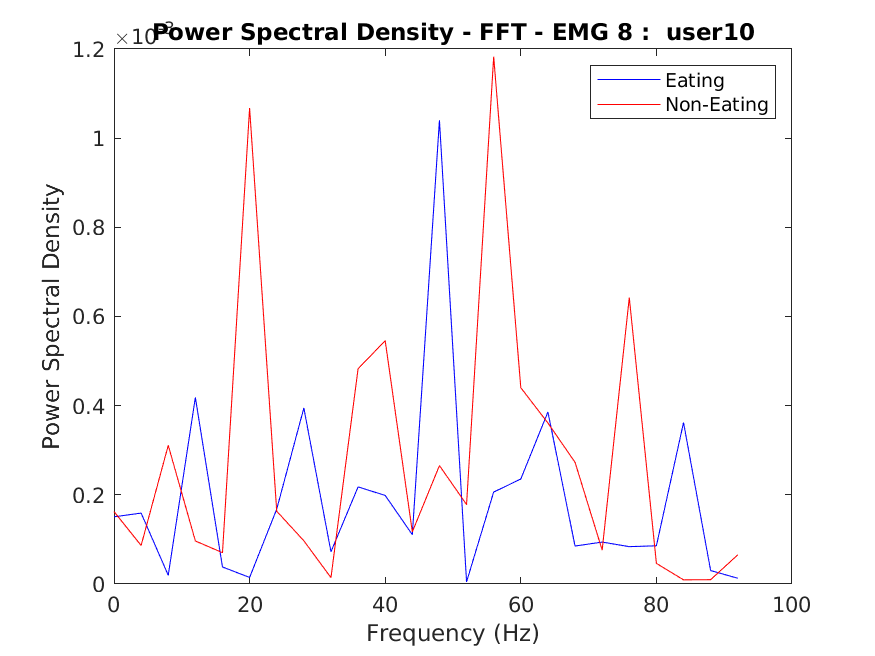 Power Spectral Density - FFT - EMG 8 : user10
×10
1.2
1
0.8
0.6
0.4
0.2
0
Power Spectral Density
Eating
Non-Eating
0 20 40 60 80 100
Frequency (Hz)